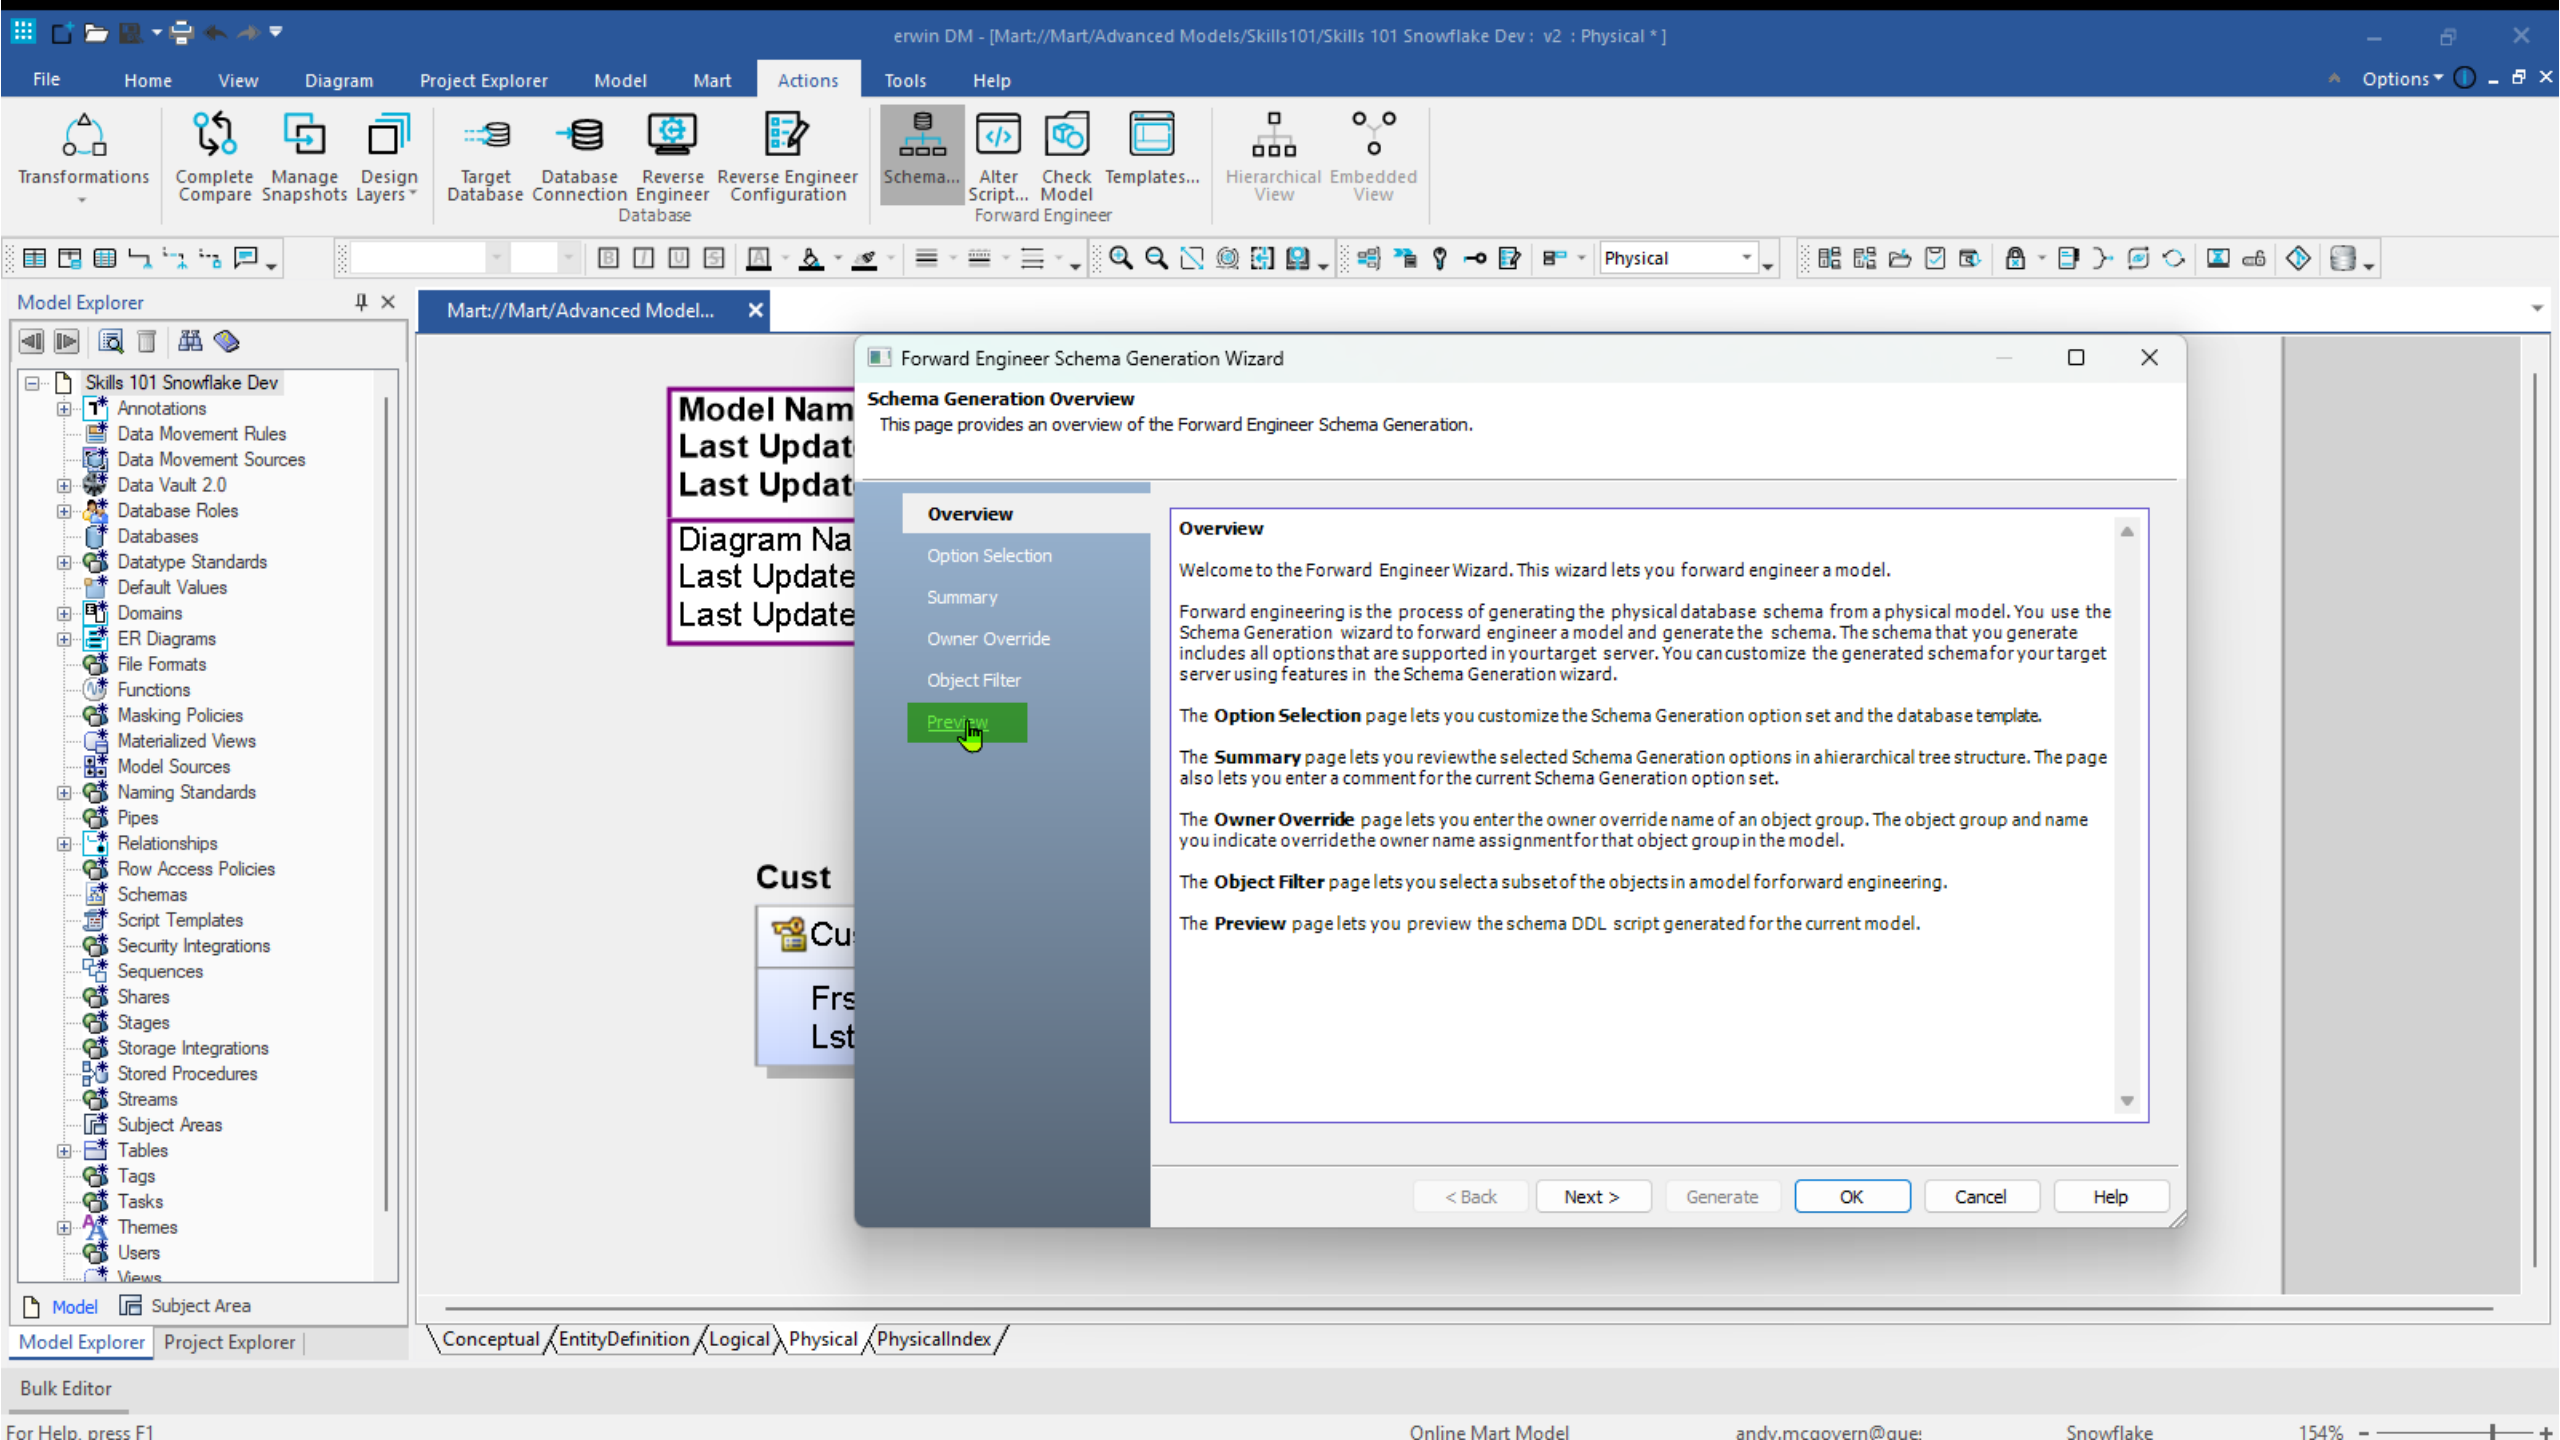 erwin DM - [Mart://Mart/Advanced Models/Skills101/Skills 101 Snowflake Dev : v2 : Physical * ]
File Home View Diagram Project Explorer Model Mart Actions Tools Help Options
Transformations
Complete Compare
Manage Snapshots
Design Layers
Target Database
Database Connection
Reverse Engineer
Reverse Engineer Configuration
Database
Schema...
Alter Script...
Check Model
Templates...
Forward Engineer
Hierarchical View
Embedded View
Physical
Model Explorer
Skills 101 Snowflake Dev
Annotations
Data Movement Rules
Data Movement Sources
Data Vault 2.0
Database Roles
Databases
Datatype Standards
Default Values
Domains
ER Diagrams
File Formats
Functions
Masking Policies
Materialized Views
Model Sources
Naming Standards
Pipes
Relationships
Row Access Policies
Schemas
Script Templates
Security Integrations
Sequences
Shares
Stages
Storage Integrations
Stored Procedures
Streams
Subject Areas
Tables
Tags
Tasks
Themes
Users
Views
Model Subject Area
Model Explorer Project Explorer
Mart://Mart/Advanced Model...
Model Nam
Last Updat
Last Updat
Diagram Na
Last Update
Last Update
Cust
Cus
Frs
Lst
Forward Engineer Schema Generation Wizard
Schema Generation Overview
This page provides an overview of the Forward Engineer Schema Generation.
Overview
Option Selection
Summary
Owner Override
Object Filter
Preview
Overview
Welcome to the Forward Engineer Wizard. This wizard lets you forward engineer a model.
Forward engineering is the process of generating the physical database schema from a physical model. You use the
Schema Generation wizard to forward engineer a model and generate the schema. The schema that you generate
includes all options that are supported in your target server. You can customize the generated schema for your target
server using features in the Schema Generation wizard.
The Option Selection page lets you customize the Schema Generation option set and the database template.
The Summary page lets you review the selected Schema Generation options in a hierarchical tree structure. The page
also lets you enter a comment for the current Schema Generation option set.
The Owner Override page lets you enter the owner override name of an object group. The object group and name
you indicate override the owner name assignment for that object group in the model.
The Object Filter page lets you select a subset of the objects in a model for forward engineering.
The Preview page lets you preview the schema DDL script generated for the current model.
< Back Next > Generate OK Cancel Help
Conceptual EntityDefinition Logical Physical PhysicalIndex
Bulk Editor
For Help, press F1 Online Mart Model andy.mcgovern@que Snowflake 154%